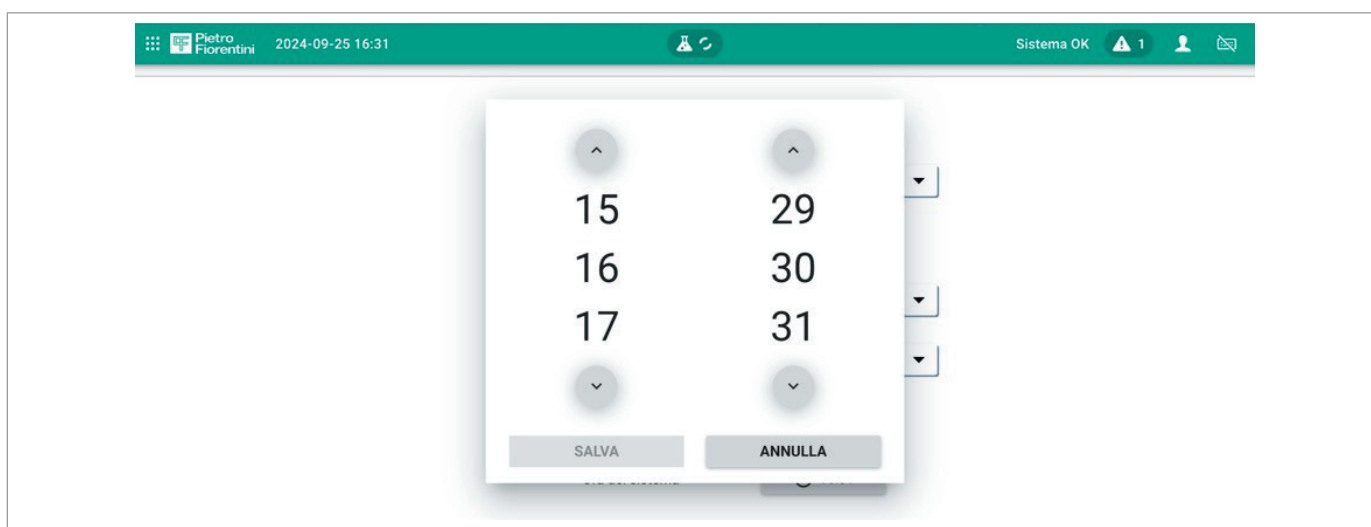 Pietro
Fiorentini
2024-09-25 16:31
Sistema OK
1
15
29
16
30
17
31
SALVA
ANNULLA